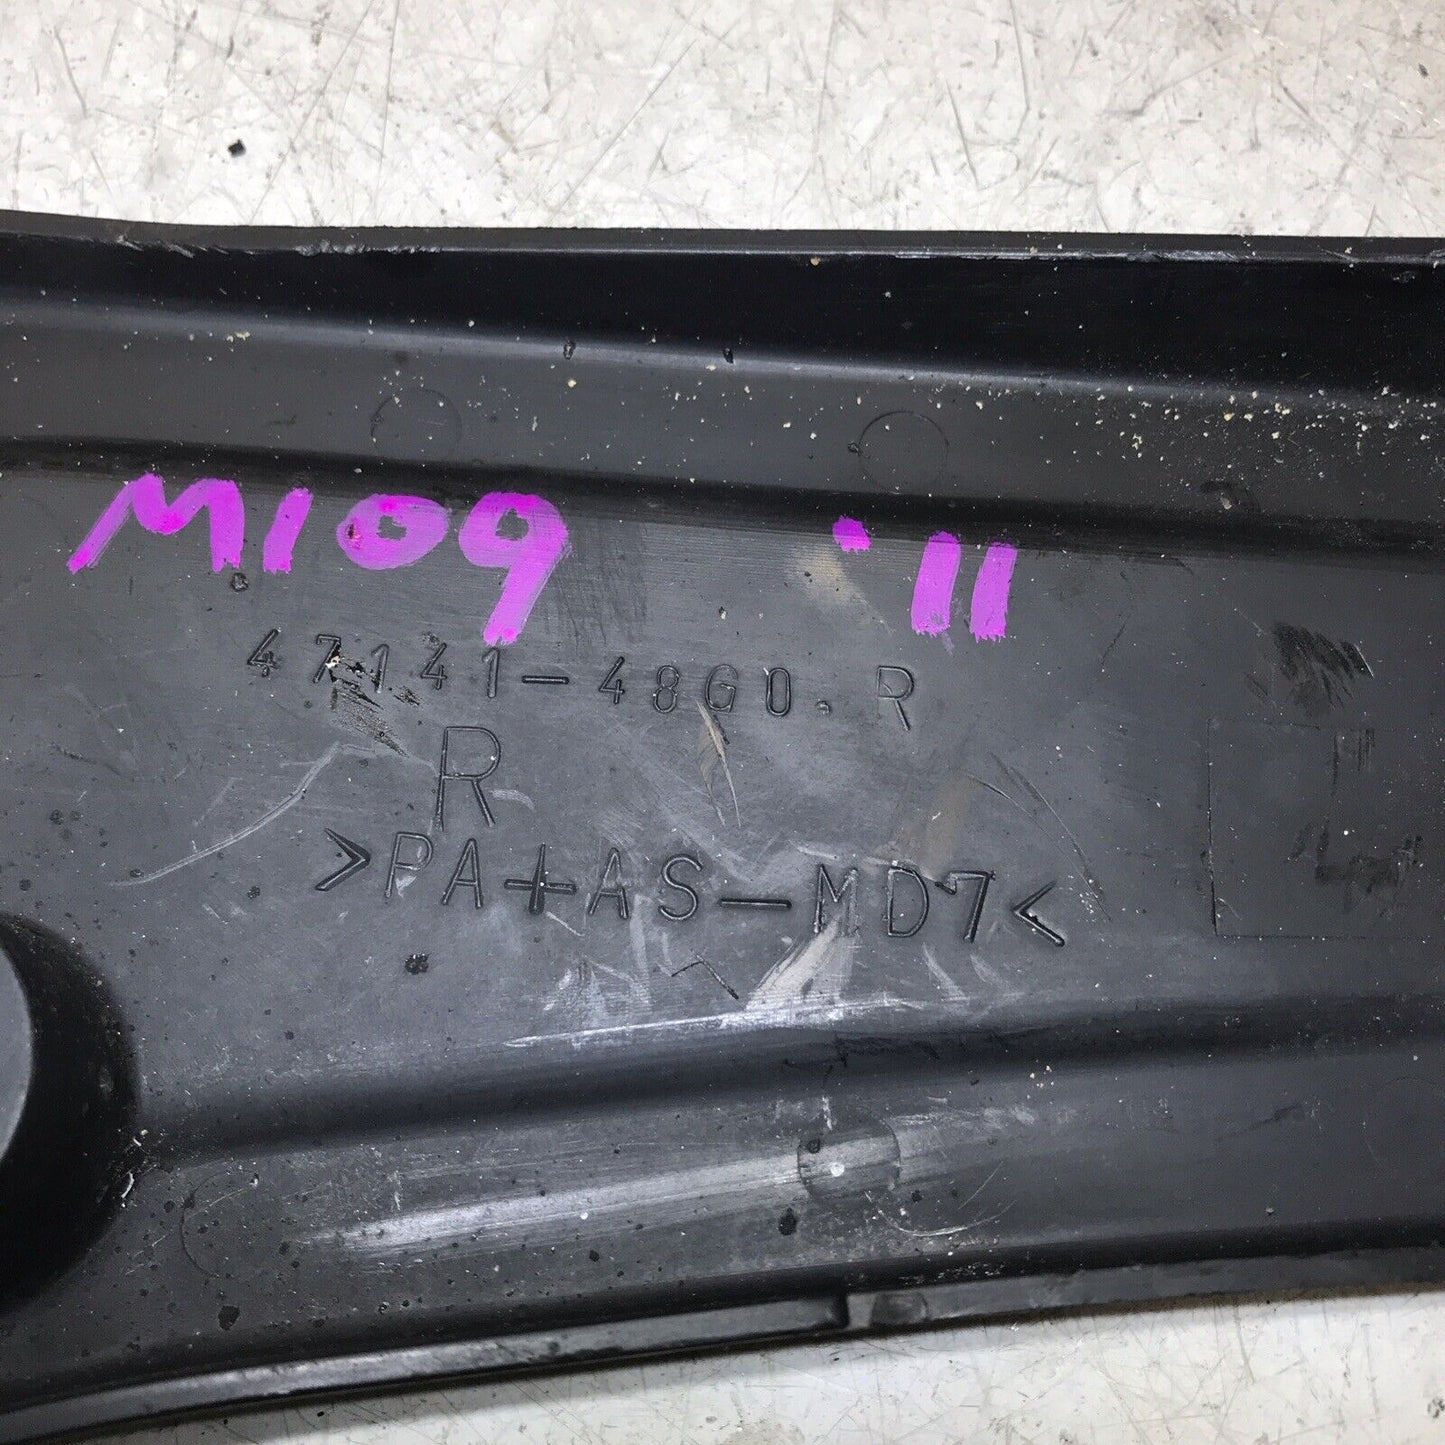 M109 '11
47141-48G0.R
R
>PA+AS-MD7<